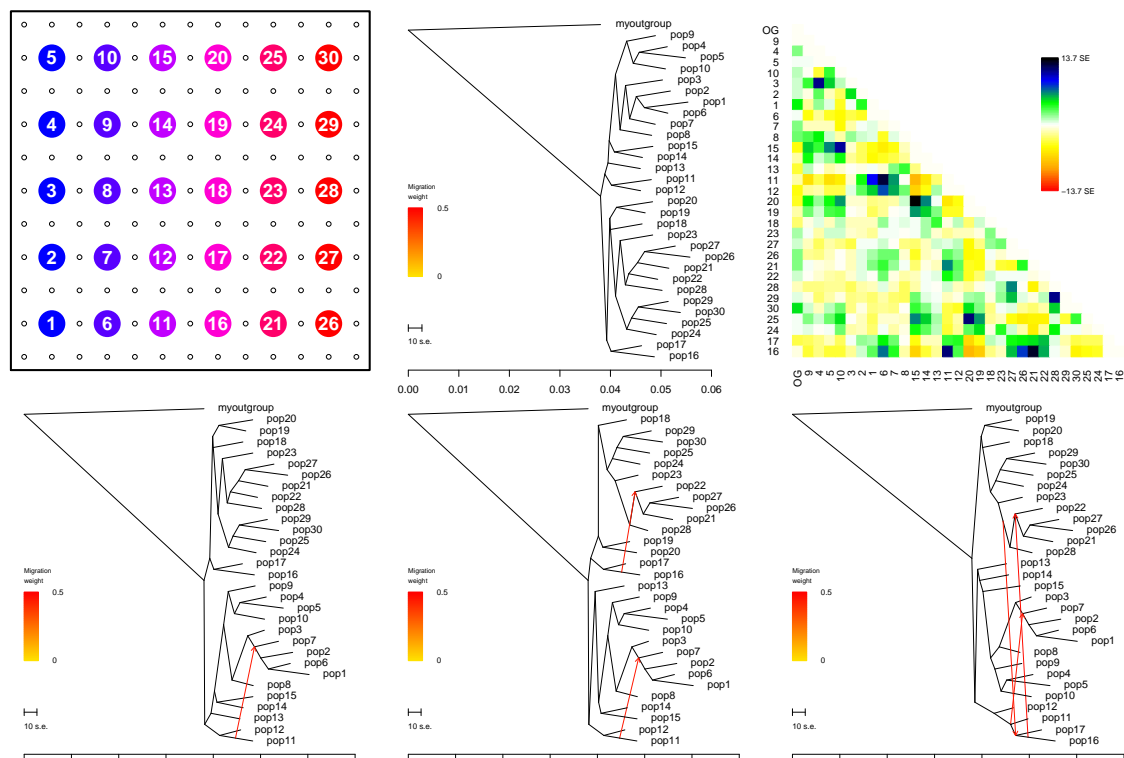 5 10 15 20 25 30
4 9 14 19 24 29
3 8 13 18 23 28
2 7 12 17 22 27
1 6 11 16 21 26
myoutgroup
pop9
pop4
pop5
pop10
pop3
pop2
pop1
pop6
pop7
pop8
pop15
pop14
pop13
pop11
pop12
pop20
pop19
pop18
pop23
pop27
pop26
pop21
pop22
pop28
pop29
pop30
pop25
pop24
pop17
pop16
Migration
weight
0.5
0
10 s.e.
0.00 0.01 0.02 0.03 0.04 0.05 0.06
OG
9
4
5
10
3
2
1
6
7
8
15
14
13
11
12
20
19
18
23
27
26
21
22
28
29
30
25
24
17
16
OG 9 4 5 10 3 2 1 6 7 8 15 14 13 11 12 20 19 18 23 27 26 21 22 28 29 30 25 24 17 16
13.7 SE
−13.7 SE
myoutgroup
pop20
pop19
pop18
pop23
pop27
pop26
pop21
pop22
pop28
pop29
pop30
pop25
pop24
pop17
pop16
pop9
pop4
pop5
pop10
pop3
pop7
pop2
pop6
pop1
pop8
pop15
pop14
pop13
pop12
pop11
Migration
weight
0.5
0
10 s.e.
myoutgroup
pop18
pop29
pop30
pop25
pop24
pop23
pop22
pop27
pop26
pop21
pop28
pop19
pop20
pop17
pop16
pop13
pop9
pop4
pop5
pop10
pop3
pop7
pop2
pop6
pop1
pop8
pop14
pop15
pop12
pop11
Migration
weight
0.5
0
10 s.e.
myoutgroup
pop19
pop20
pop18
pop29
pop30
pop25
pop24
pop23
pop22
pop27
pop26
pop21
pop28
pop13
pop14
pop15
pop3
pop7
pop2
pop6
pop1
pop8
pop9
pop4
pop5
pop10
pop12
pop11
pop17
pop16
Migration
weight
0.5
0
10 s.e.